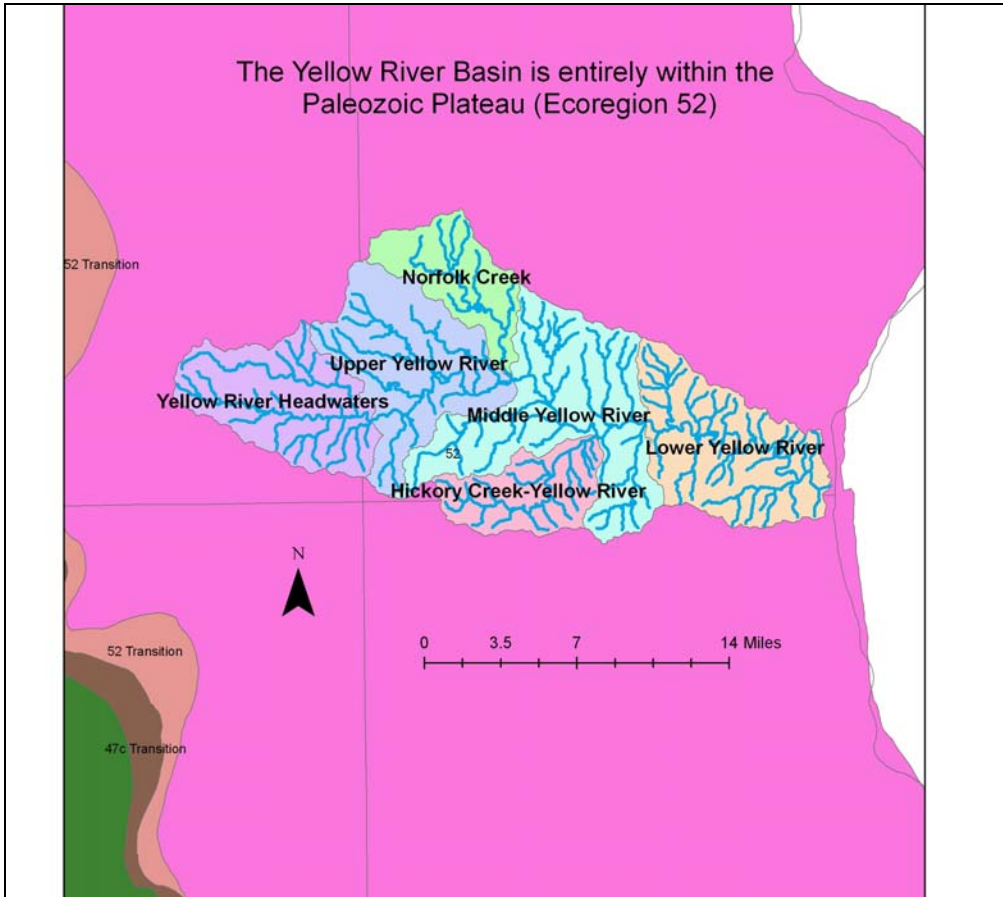 The Yellow River Basin is entirely within the
Paleozoic Plateau (Ecoregion 52)
52 Transition
Norfolk Creek
Upper Yellow River
Yellow River Headwaters
Middle Yellow River
Lower Yellow River
52
Hickory Creek-Yellow River
N
0 3.5 7 14 Miles
52 Transition
47c Transition